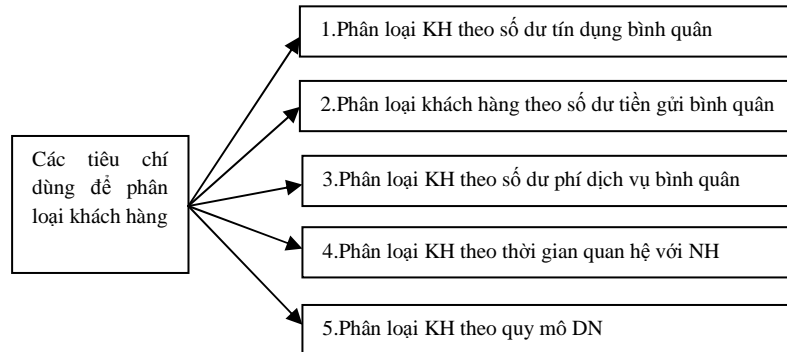 Các tiêu chí
dùng để phân
loại khách hàng
1.Phân loại KH theo số dư tín dụng bình quân
2.Phân loại khách hàng theo số dư tiền gửi bình quân
3.Phân loại KH theo số dư phí dịch vụ bình quân
4.Phân loại KH theo thời gian quan hệ với NH
5.Phân loại KH theo quy mô DN